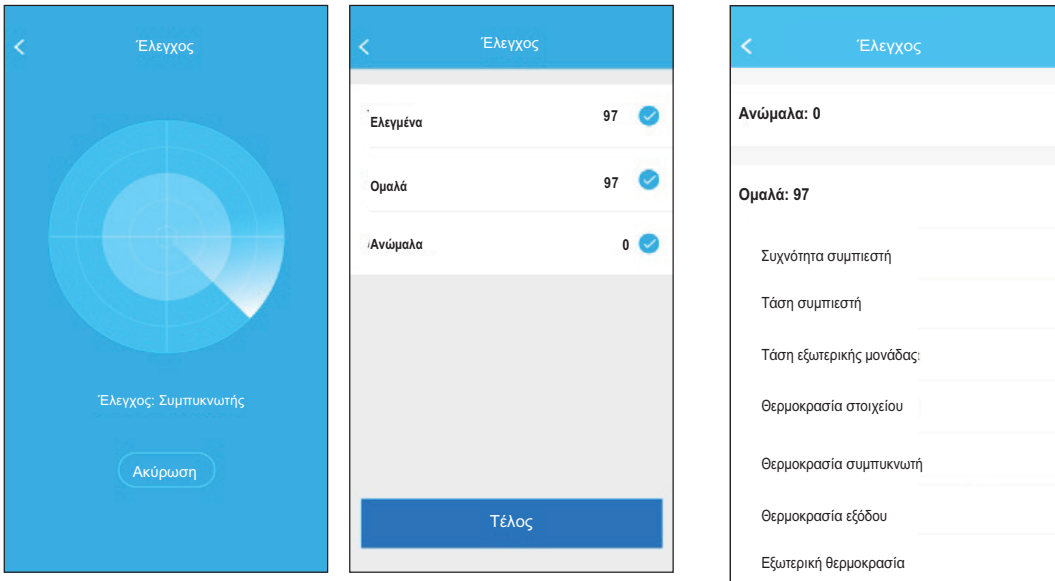 Έλεγχος
Έλεγχος: Συμπυκνωτής
Ακύρωση
Έλεγχος
Ελεγμένα 97
Ομαλά 97
Ανώμαλα 0
Τέλος
Έλεγχος
Ανώμαλα: 0
Ομαλά: 97
Συχνότητα συμπιεστή
Τάση συμπιεστή
Τάση εξωτερικής μονάδας
Θερμοκρασία στοιχείου
Θερμοκρασία συμπυκνωτή
Θερμοκρασία εξόδου
Εξωτερική θερμοκρασία